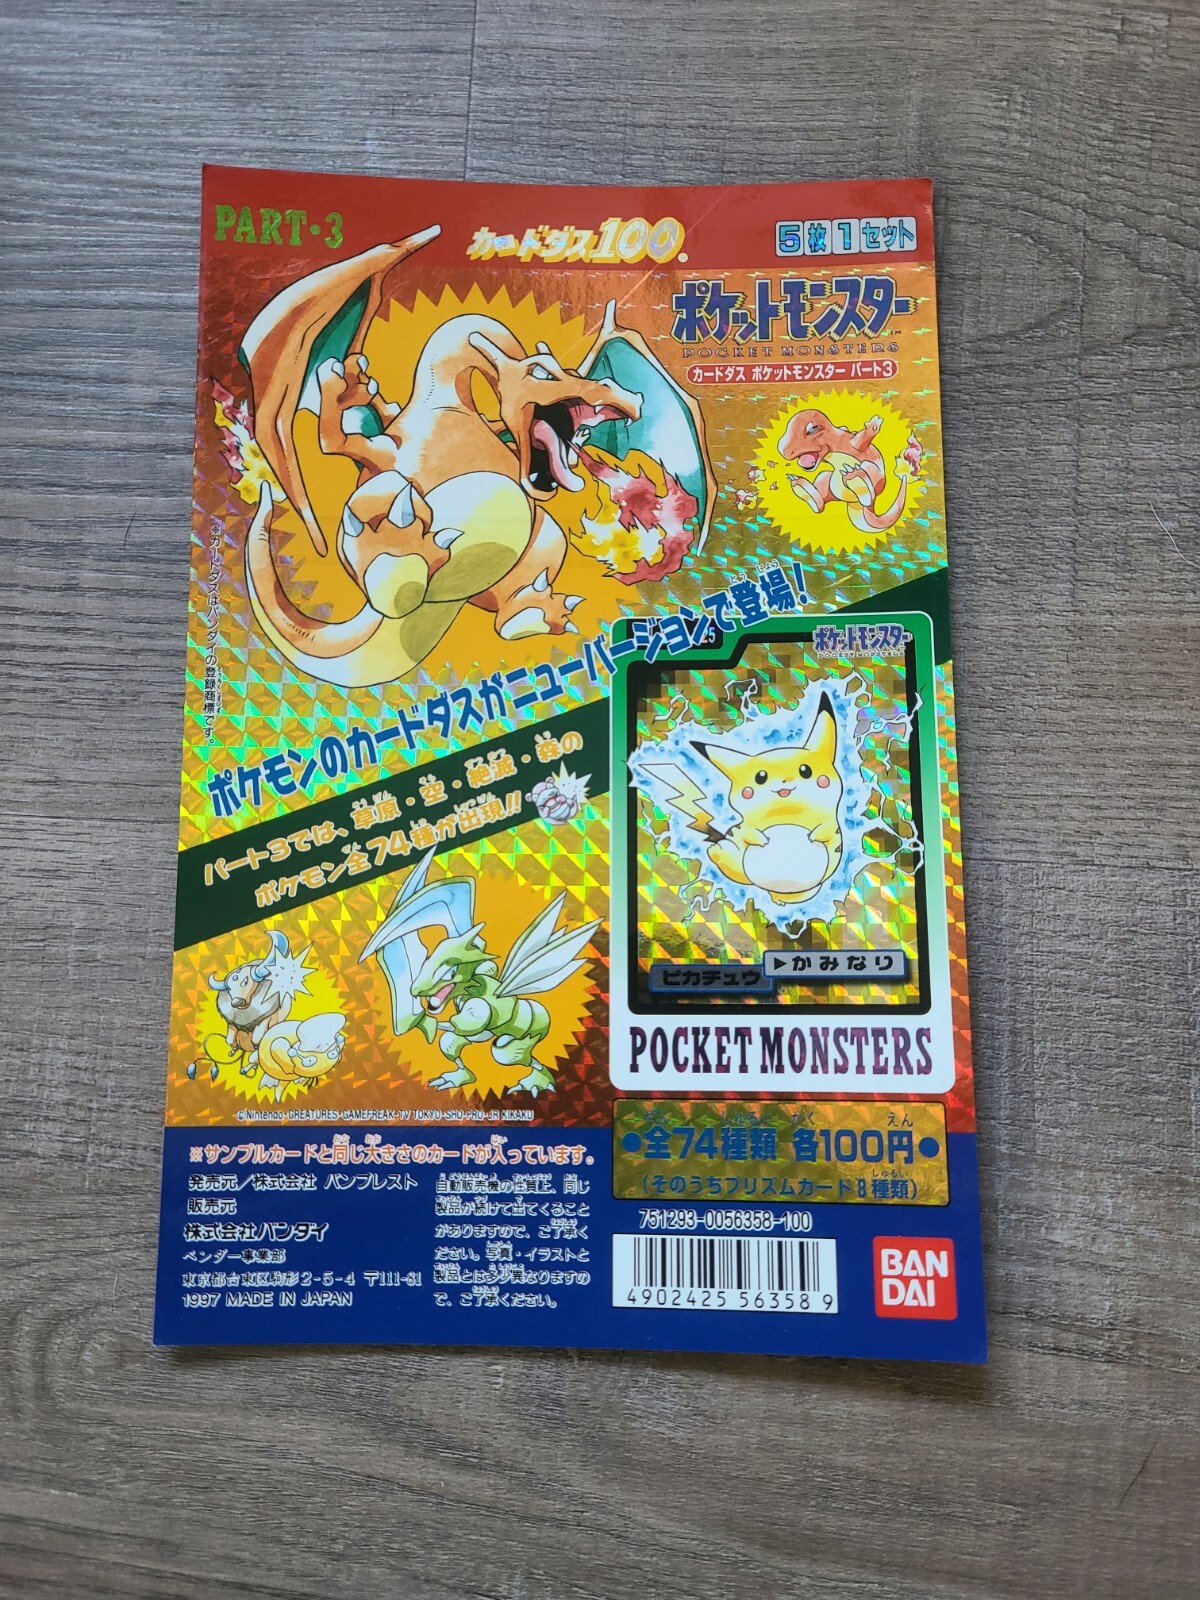 PART・3
カードダス100®
5枚1セット
ポケットモンスター™
POCKET MONSTERS
カードダス ポケットモンスター パート3
※カードダスはバンダイの登録商標です。
ポケモンのカードダスがニューバージョンで登場!
パート3では、草原・空・絶滅・森の
ポケモン全74種が出現!!
25
ポケットモンスター
POCKET MONSTERS
ピカチュウ
▶かみなり
POCKET MONSTERS
©Nintendo・CREATURES・GAMEFREAK・TV TOKYO・SHO-PRO・JR KIKAKU
●全74種類 各100円●
(そのうちプリズムカード8種類)
※サンプルカードと同じ大きさのカードが入っています。
発売元/株式会社 バンプレスト
販売元
株式会社バンダイ
ベンダー事業部
東京都台東区駒形2-5-4 〒111-81
1997 MADE IN JAPAN
自動販売機の性質上、同じ
製品が続けて出てくること
がありますので、ご了承く
ださい。写真・イラストと
製品とは多少異なりますの
で、ご了承ください。
751293-0056358-100
4902425 563589
BAN
DAI